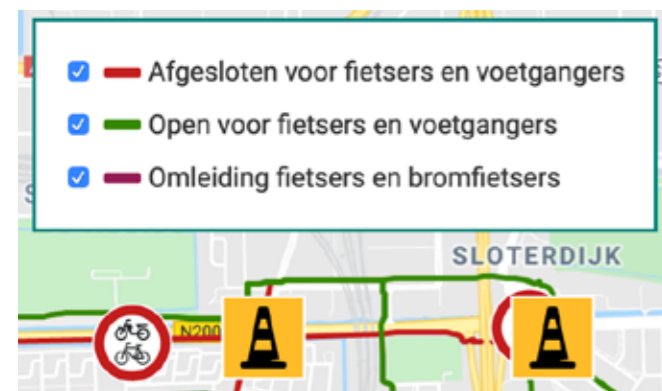 Afgesloten voor fietsers en voetgangers
Open voor fietsers en voetgangers
Omleiding fietsers en bromfietsers
SLOTERDIJK
N200